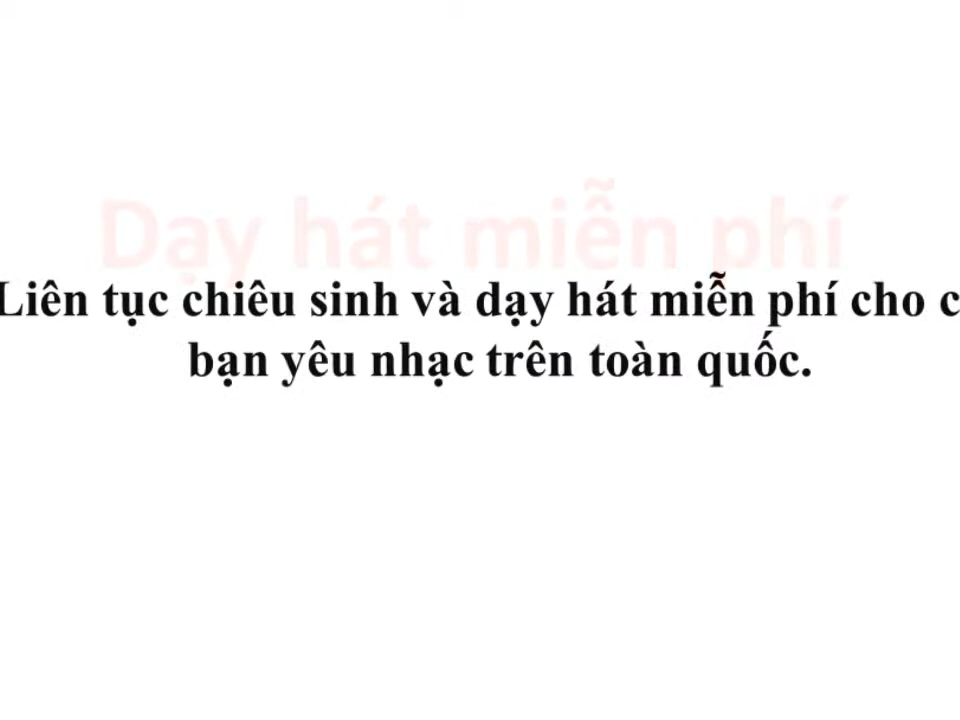 Dạy hát miễn phí
Liên tục chiêu sinh và dạy hát miễn phí cho
bạn yêu nhạc trên toàn quốc.